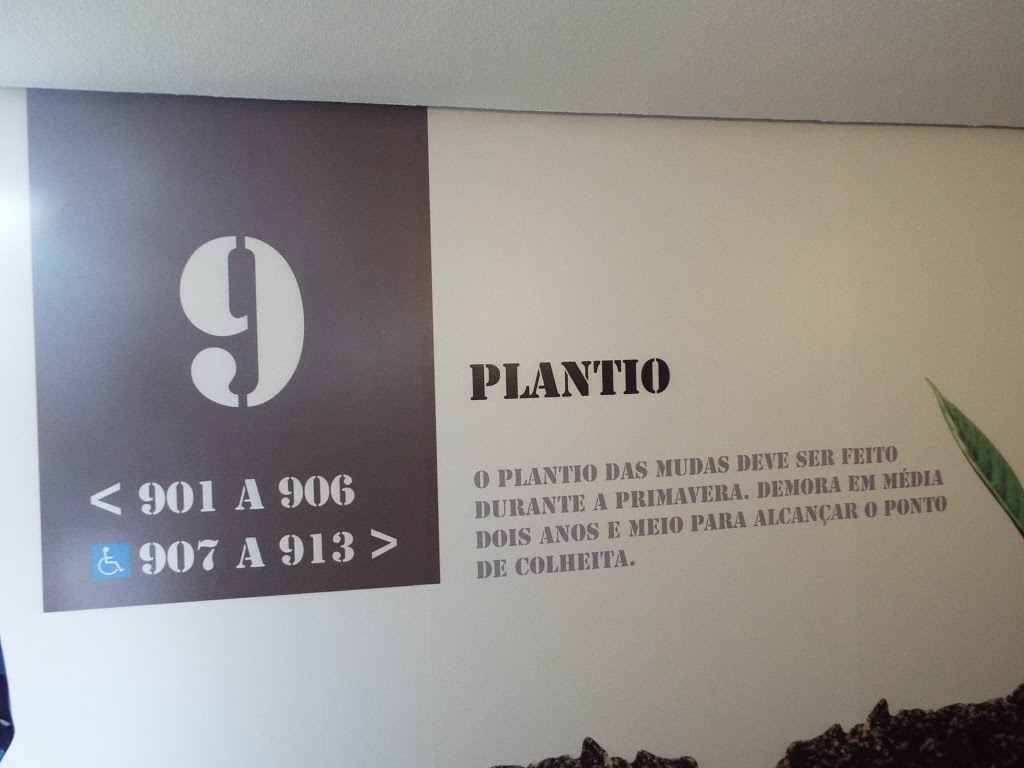 9
< 901 A 906
907 A 913 >
PLANTIO
O PLANTIO DAS MUDAS DEVE SER FEITO
DURANTE A PRIMAVERA. DEMORA EM MÉDIA
DOIS ANOS E MEIO PARA ALCANÇAR O PONTO
DE COLHEITA.